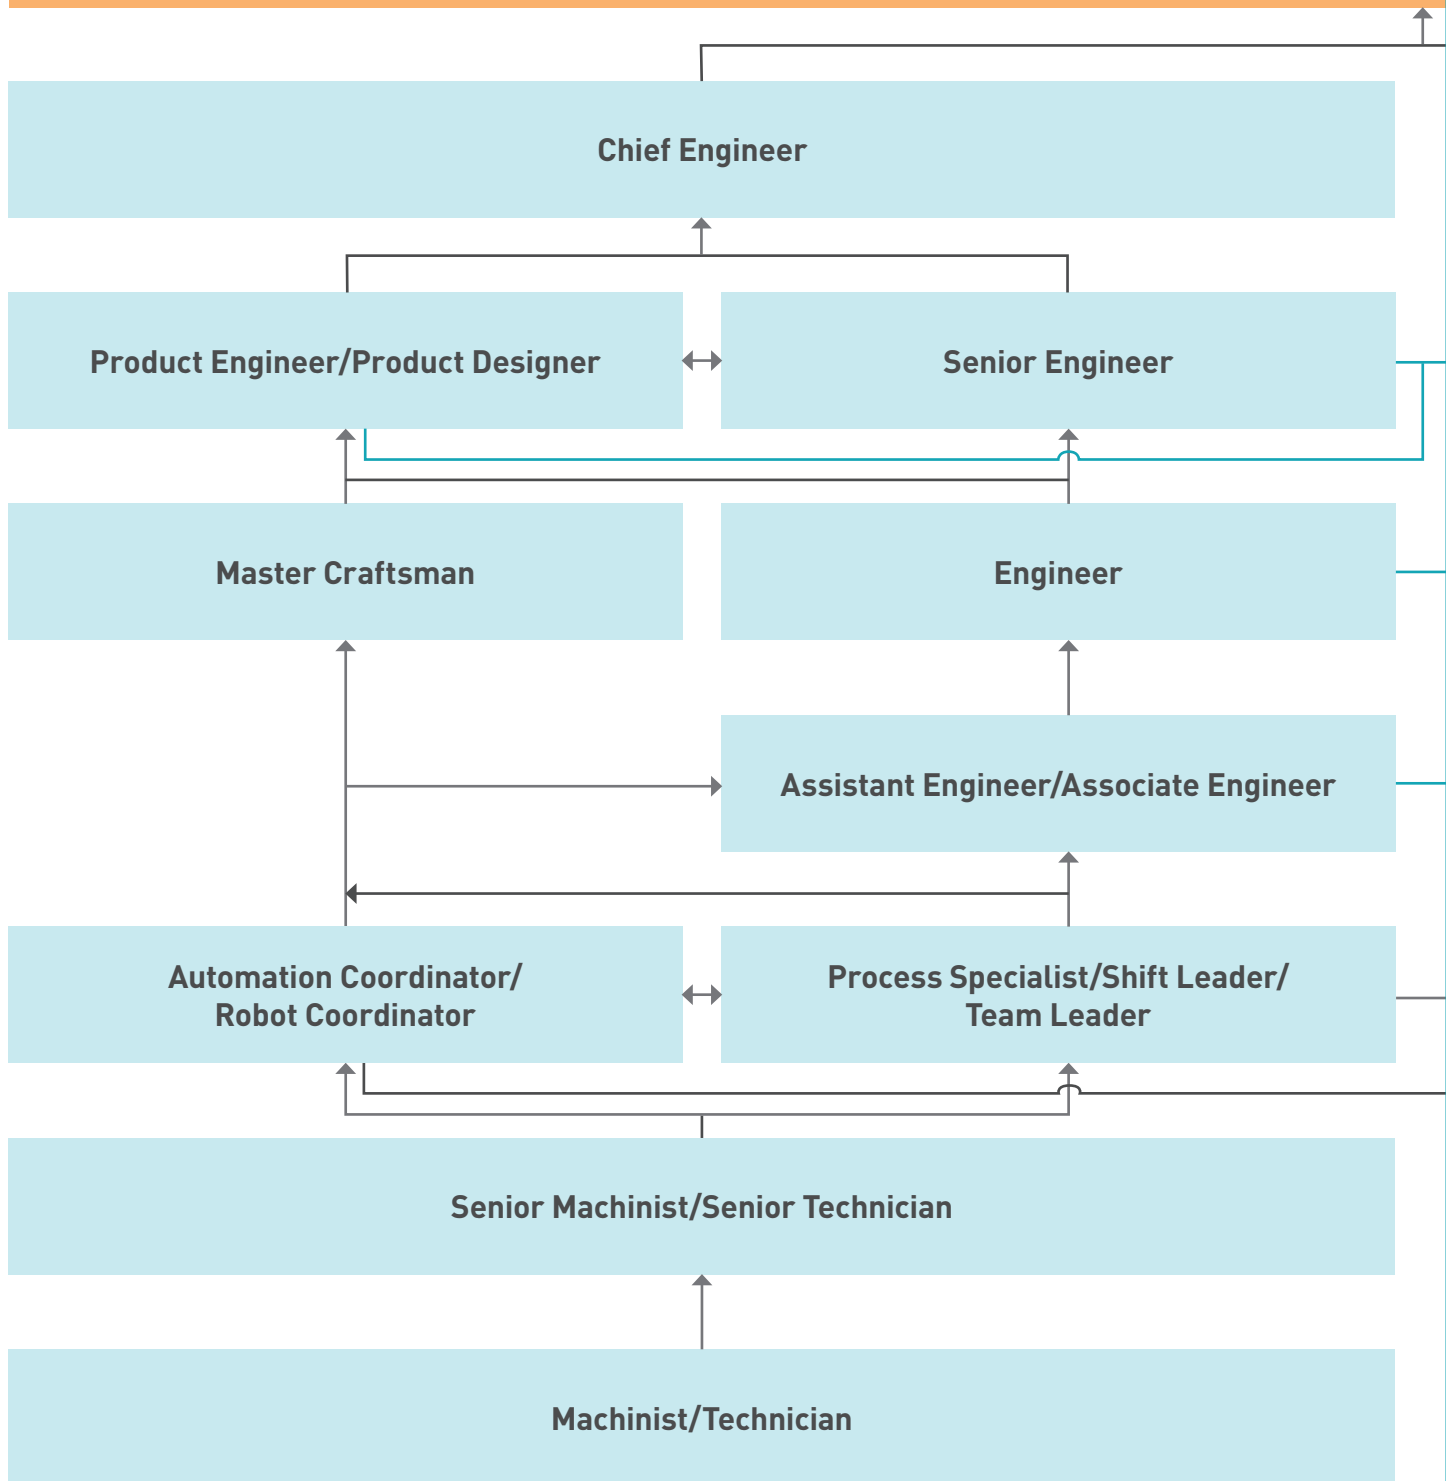 Chief Engineer
Product Engineer/Product Designer
Senior Engineer
Master Craftsman
Engineer
Assistant Engineer/Associate Engineer
Automation Coordinator/
Robot Coordinator
Process Specialist/Shift Leader/
Team Leader
Senior Machinist/Senior Technician
Machinist/Technician